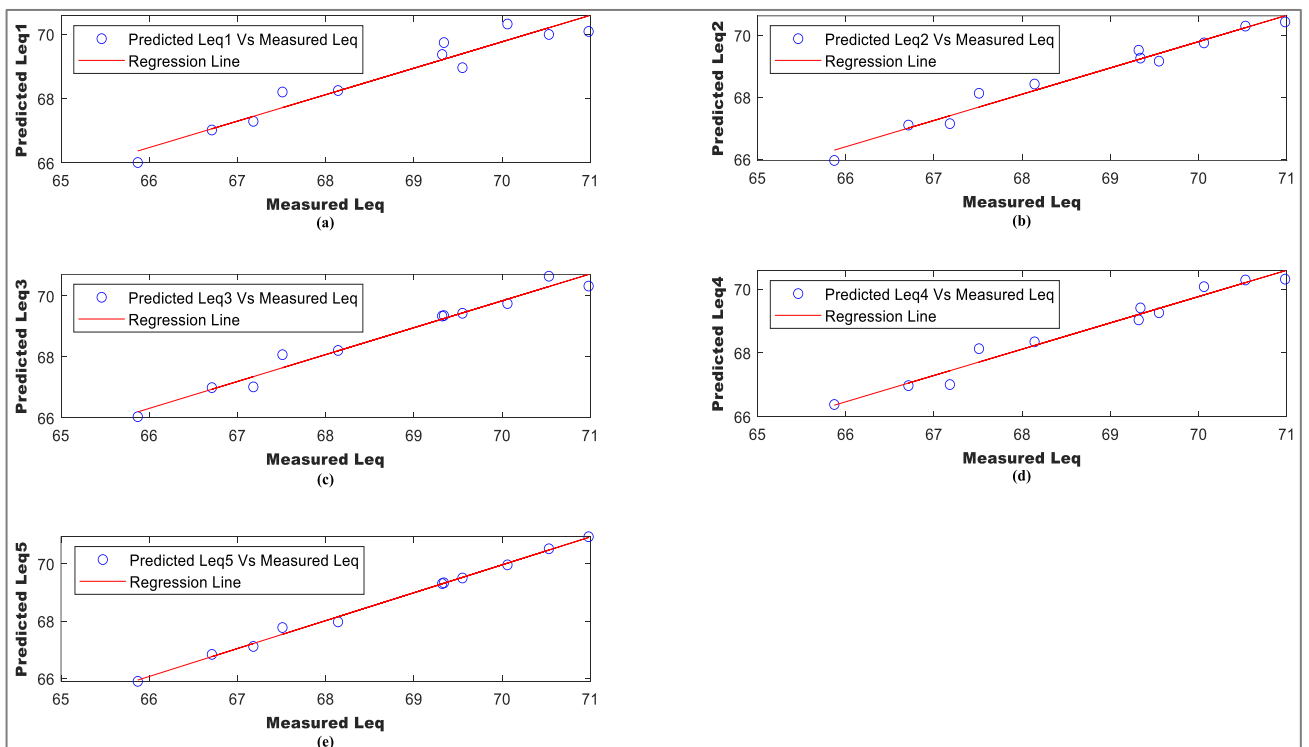 Predicted Leq1
70
68
66
Predicted Leq1 Vs Measured Leq
Regression Line
65 66 67 68 69 70 71
Measured Leq
(a)
Predicted Leq2
70
68
66
Predicted Leq2 Vs Measured Leq
Regression Line
65 66 67 68 69 70 71
Measured Leq
(b)
Predicted Leq3
70
68
66
Predicted Leq3 Vs Measured Leq
Regression Line
65 66 67 68 69 70 71
Measured Leq
(c)
Predicted Leq4
70
68
66
Predicted Leq4 Vs Measured Leq
Regression Line
65 66 67 68 69 70 71
Measured Leq
(d)
Predicted Leq5
70
68
66
Predicted Leq5 Vs Measured Leq
Regression Line
65 66 67 68 69 70 71
Measured Leq
(e)